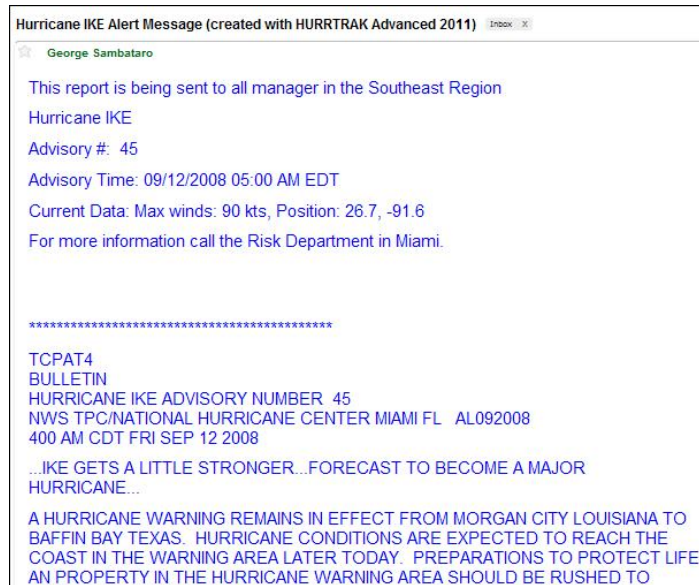 Hurricane IKE Alert Message (created with HURRTRAK Advanced 2011) Inbox X
George Sambataro
This report is being sent to all manager in the Southeast Region
Hurricane IKE
Advisory #: 45
Advisory Time: 09/12/2008 05:00 AM EDT
Current Data: Max winds: 90 kts, Position: 26.7, -91.6
For more information call the Risk Department in Miami.
********************************************
TCPAT4
BULLETIN
HURRICANE IKE ADVISORY NUMBER 45
NWS TPC/NATIONAL HURRICANE CENTER MIAMI FL AL092008
400 AM CDT FRI SEP 12 2008
...IKE GETS A LITTLE STRONGER...FORECAST TO BECOME A MAJOR
HURRICANE...
A HURRICANE WARNING REMAINS IN EFFECT FROM MORGAN CITY LOUISIANA TO
BAFFIN BAY TEXAS. HURRICANE CONDITIONS ARE EXPECTED TO REACH THE
COAST IN THE WARNING AREA LATER TODAY. PREPARATIONS TO PROTECT LIFE
AN PROPERTY IN THE HURRICANE WARNING AREA SHOULD BE RUSHED TO